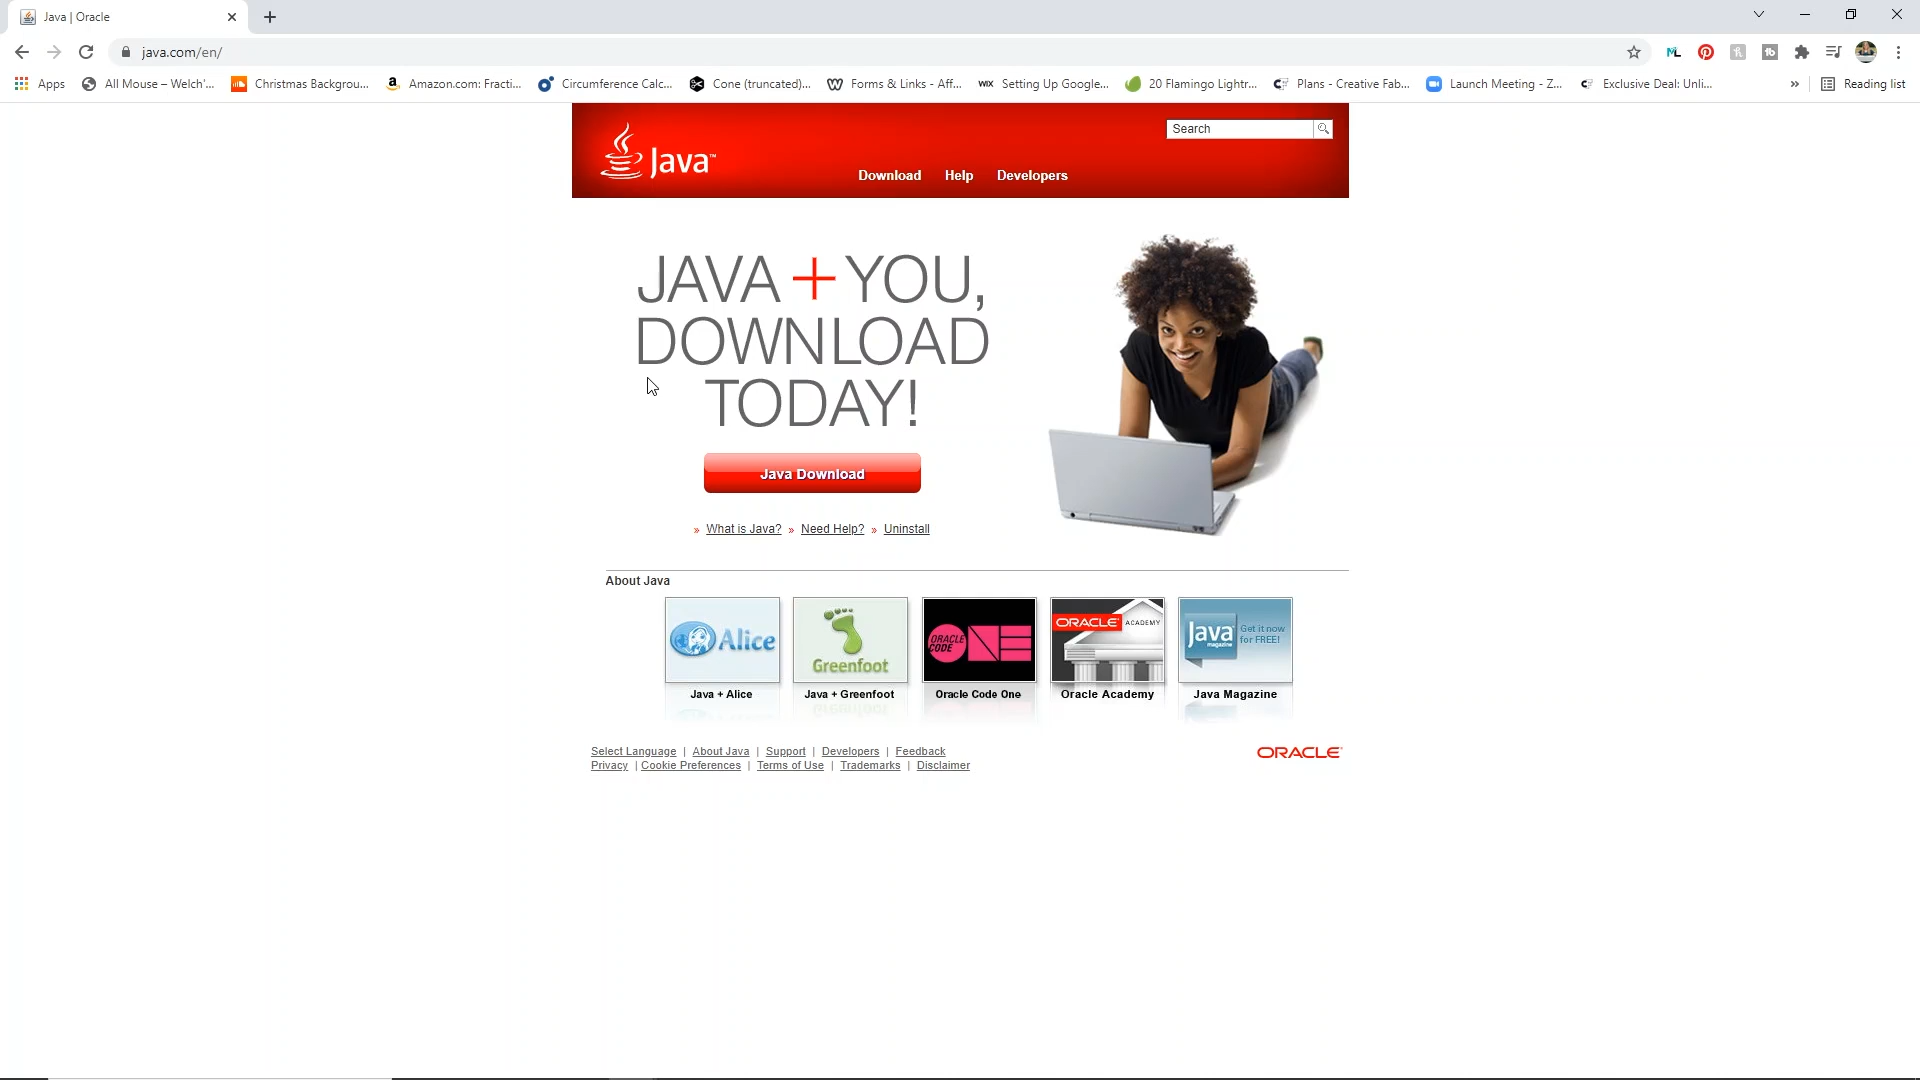 Java | Oracle
java.com/en/
Apps
All Mouse – Welch'...
Christmas Backgrou...
Amazon.com: Fracti...
Circumference Calc...
Cone (truncated)...
Forms & Links - Aff...
WIX Setting Up Google...
20 Flamingo Lightr...
Plans - Creative Fab...
Launch Meeting - Z...
Exclusive Deal: Unli...
»
Reading list
Java™
Search
Download Help Developers
JAVA + YOU,
DOWNLOAD
TODAY!
Java Download
» What is Java? » Need Help? » Uninstall
About Java
Alice
Greenfoot
ORACLE CODE ONE
ORACLE ACADEMY
Java magazine
Get it now
for FREE!
Java + Alice
Java + Greenfoot
Oracle Code One
Oracle Academy
Java Magazine
Select Language | About Java | Support | Developers | Feedback
Privacy | Cookie Preferences | Terms of Use | Trademarks | Disclaimer
ORACLE